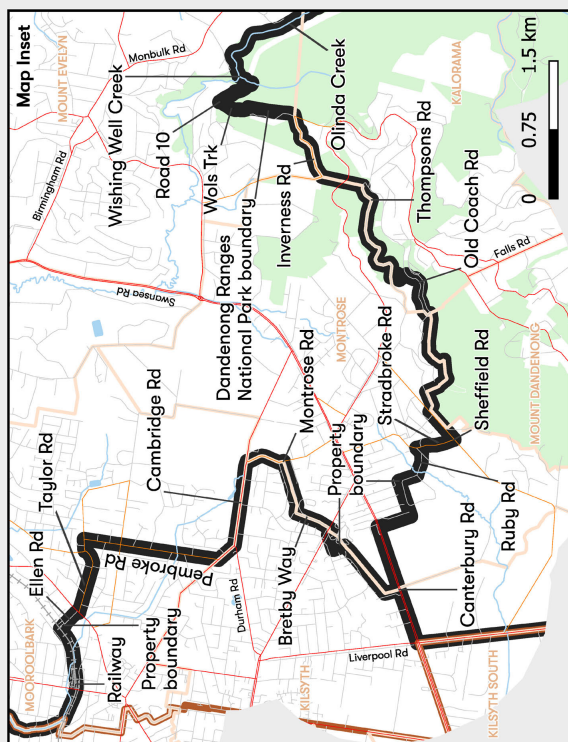 Map Inset
MOUNT EVELYN
Monbulk Rd
Birmingham Rd
Wishing Well Creek
Road 10
Wols Trk
Olinda Creek
KALORAMA
0
0.75
1.5 km
Swansea Rd
Dandenong Ranges
National Park boundary
Inverness Rd
Thompsons Rd
Old Coach Rd
Falls Rd
MONTROSE
Taylor Rd
Cambridge Rd
Montrose Rd
Stradbroke Rd
Sheffield Rd
MOUNT DANDENONG
Ellen Rd
Pembroke Rd
Property
boundary
MOOROOLBARK
Railway
Property
boundary
Durham Rd
Bretby Way
Canterbury Rd
Ruby Rd
Liverpool Rd
KILSYTH
KILSYTH SOUTH